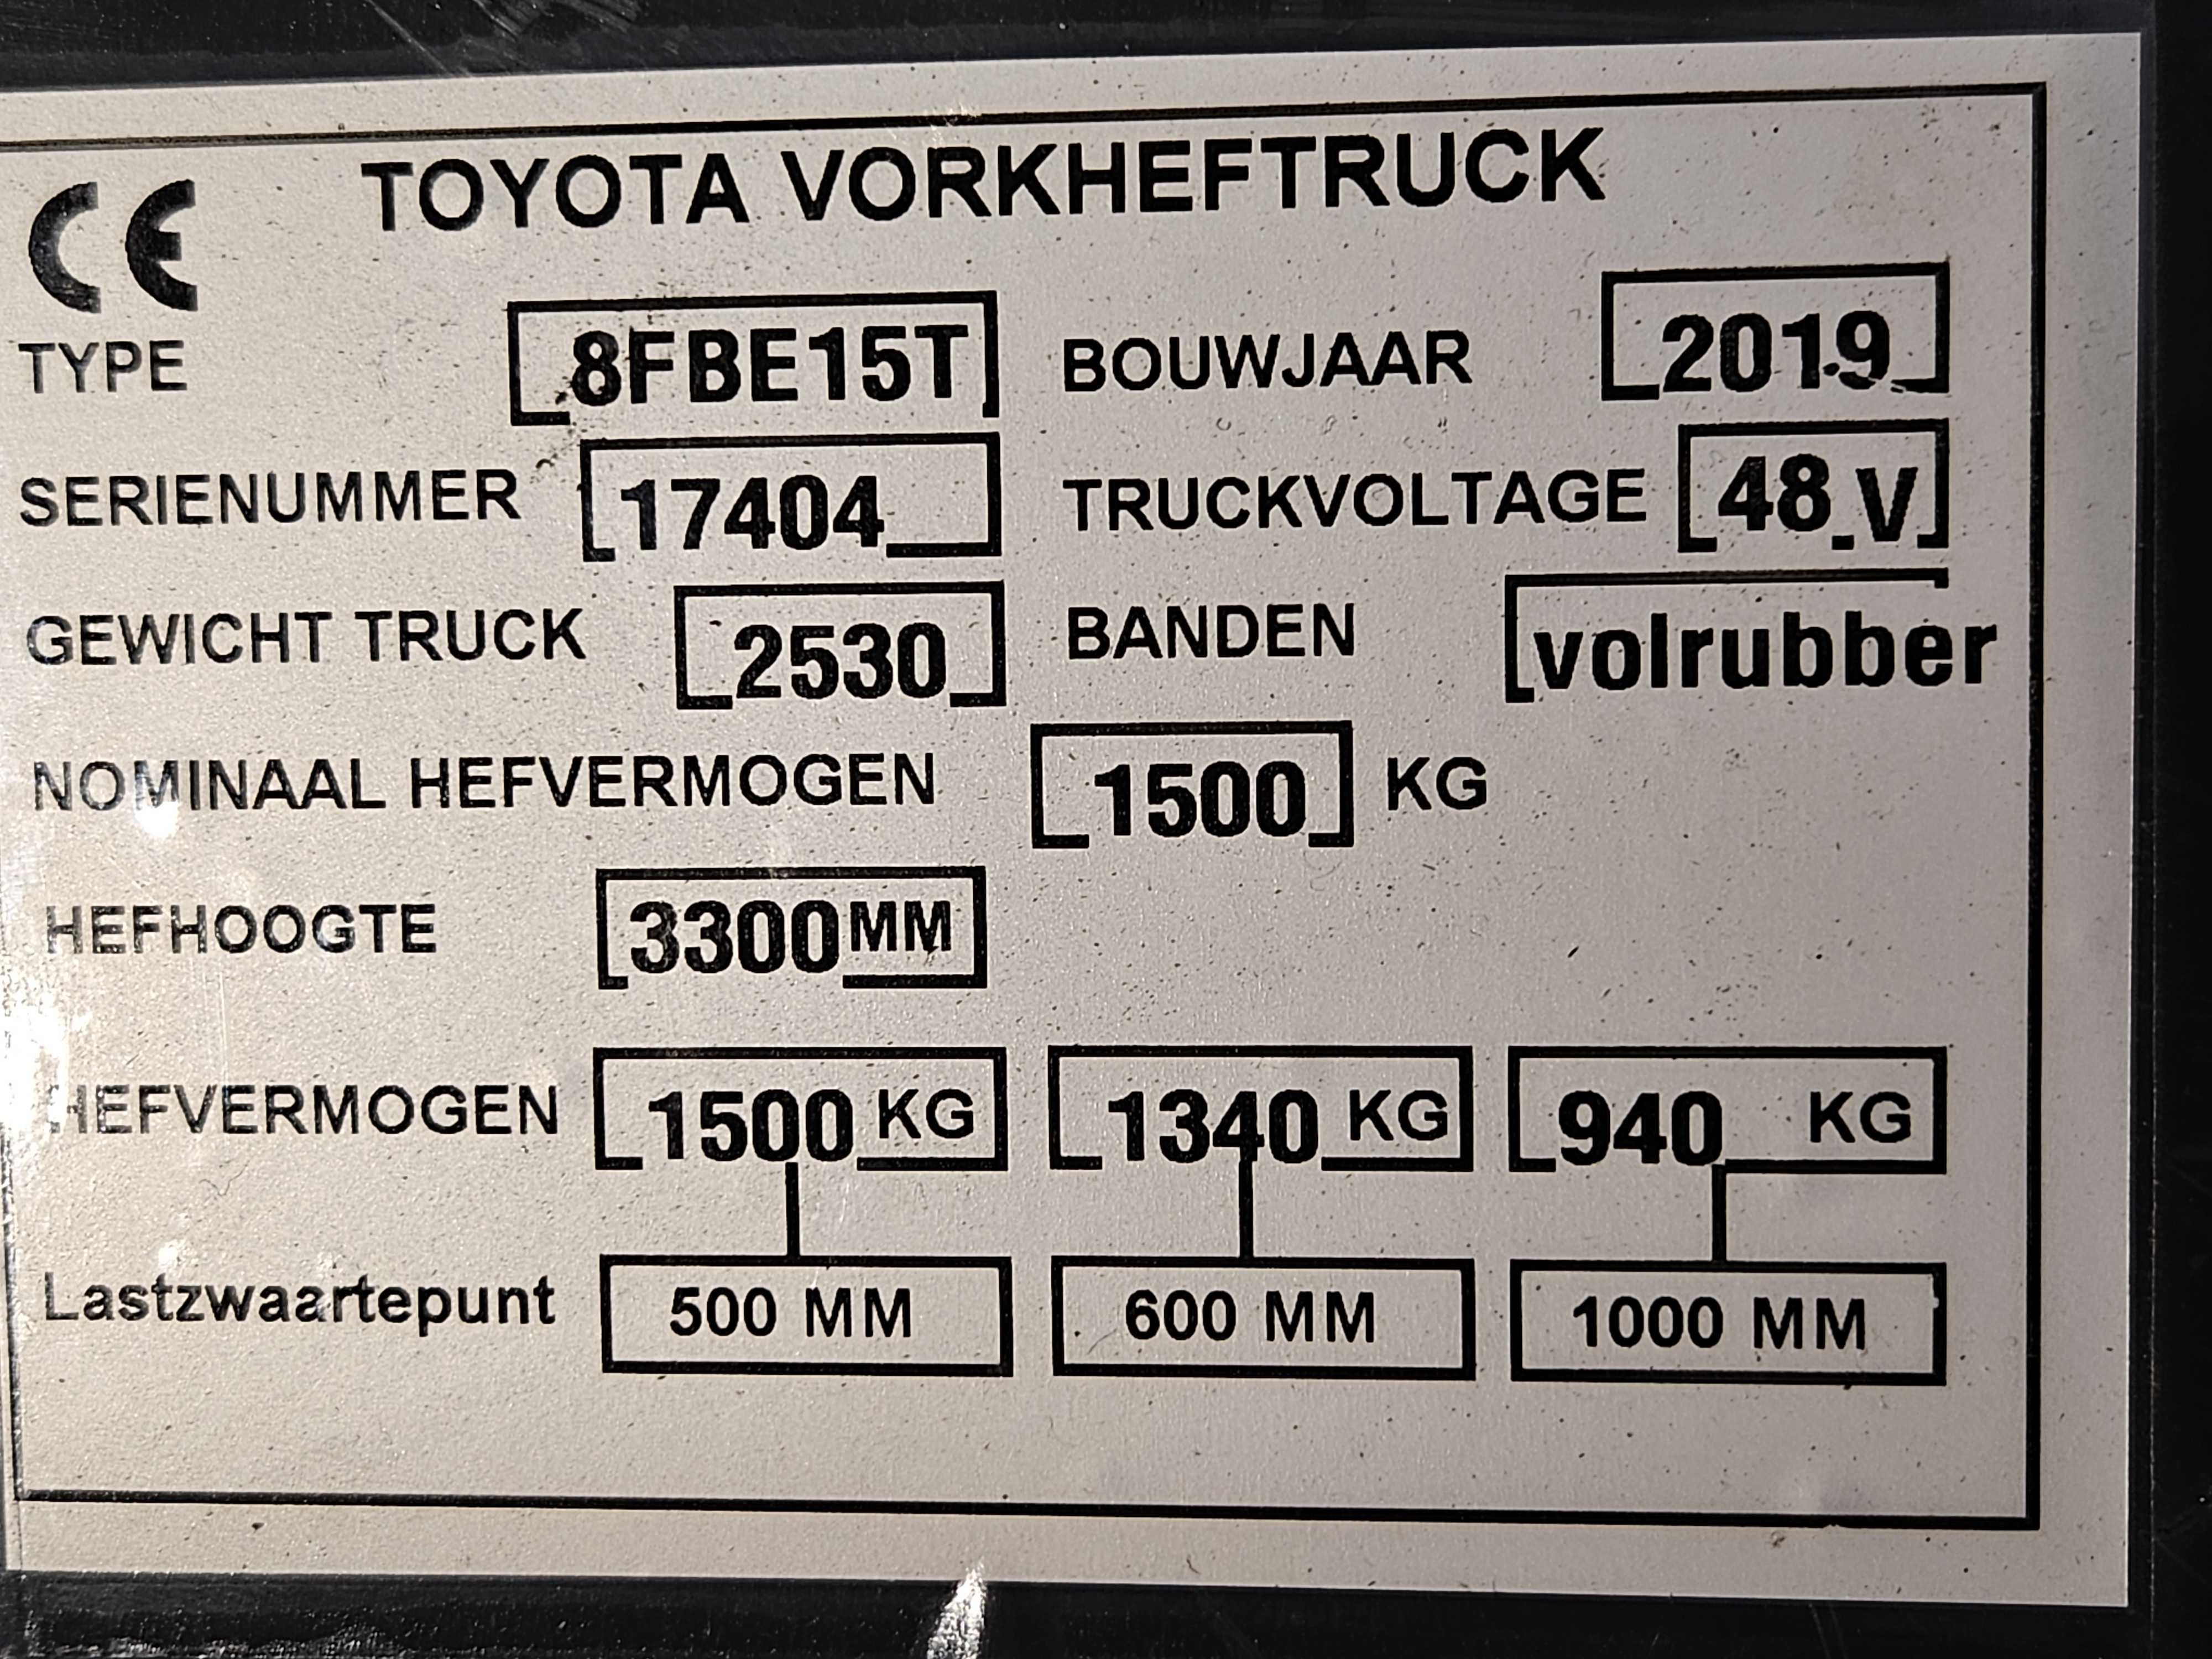 CE TOYOTA VORKHEFTRUCK
TYPE 8FBE15T BOUWJAAR 2019
SERIENUMMER 17404 TRUCKVOLTAGE 48 V
GEWICHT TRUCK 2530 BANDEN volrubber
NOMINAAL HEFVERMOGEN 1500 KG
HEFHOOGTE 3300 MM
HEFVERMOGEN 1500 KG 1340 KG 940 KG
Lastzwaartepunt 500 MM 600 MM 1000 MM